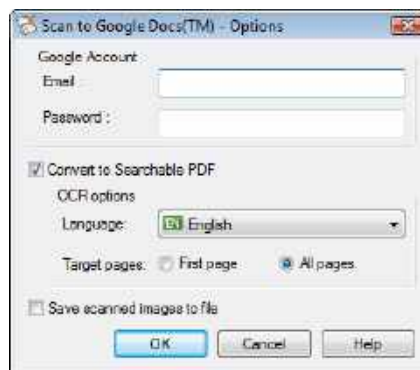 Scan to Google Docs(TM) - Options
Google Account
Email
Password :
Convert to Searchable PDF
OCR options
Language:
English
Target pages: First page All pages
Save scanned images to file
OK Cancel Help